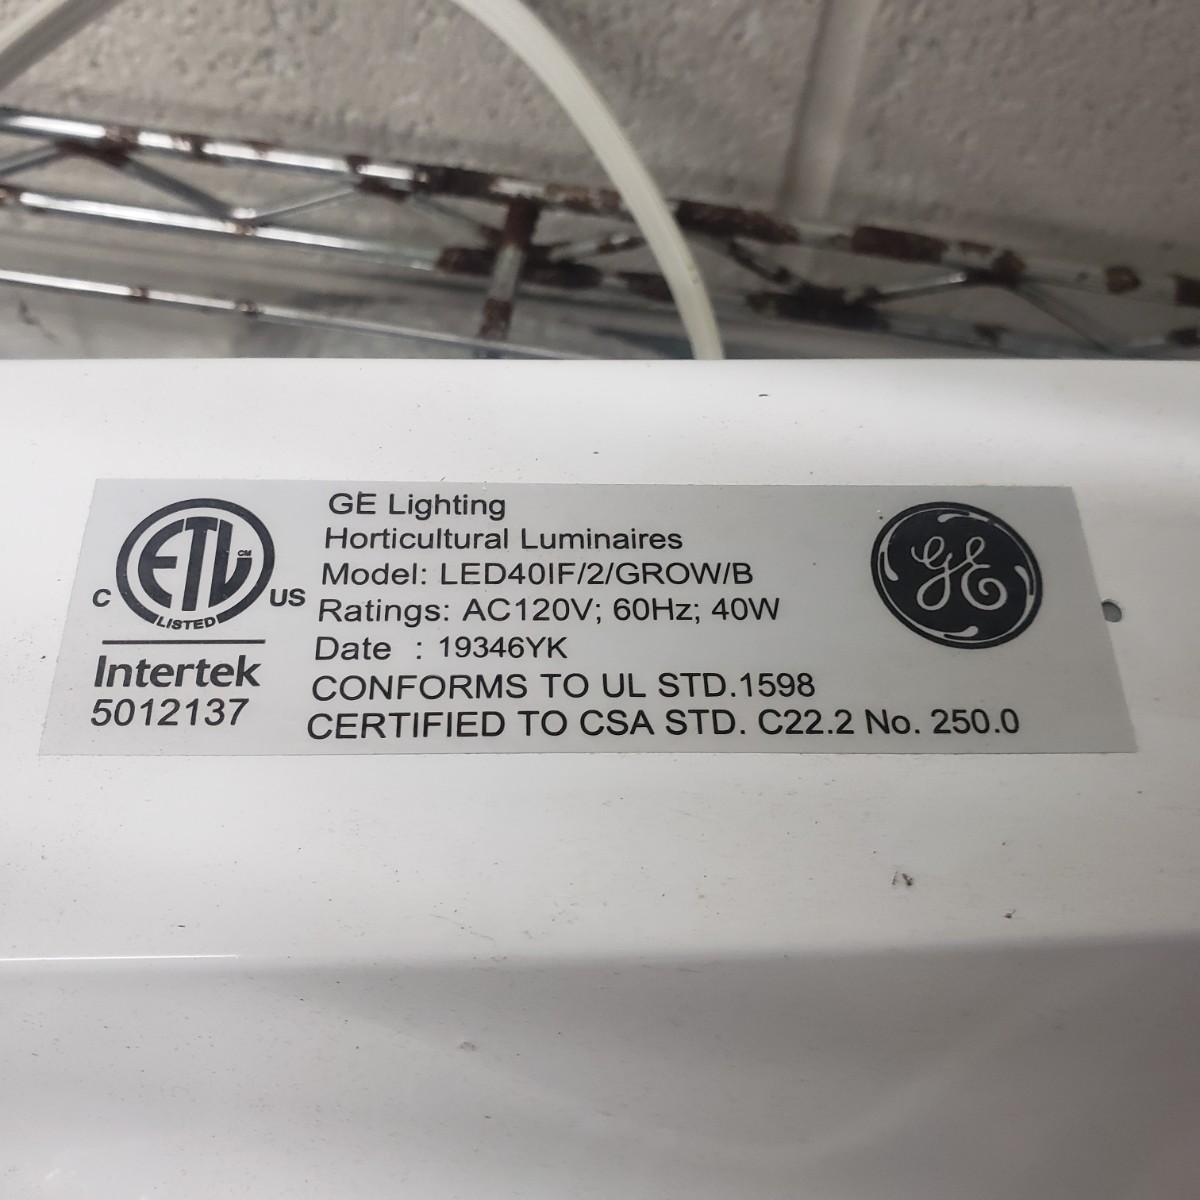 GE Lighting
Horticultural Luminaires
Model: LED40IF/2/GROW/B
Ratings: AC120V; 60Hz; 40W
Date : 19346YK
CONFORMS TO UL STD.1598
CERTIFIED TO CSA STD. C22.2 No. 250.0
ETL CM
C US
LISTED
Intertek
5012137
GE